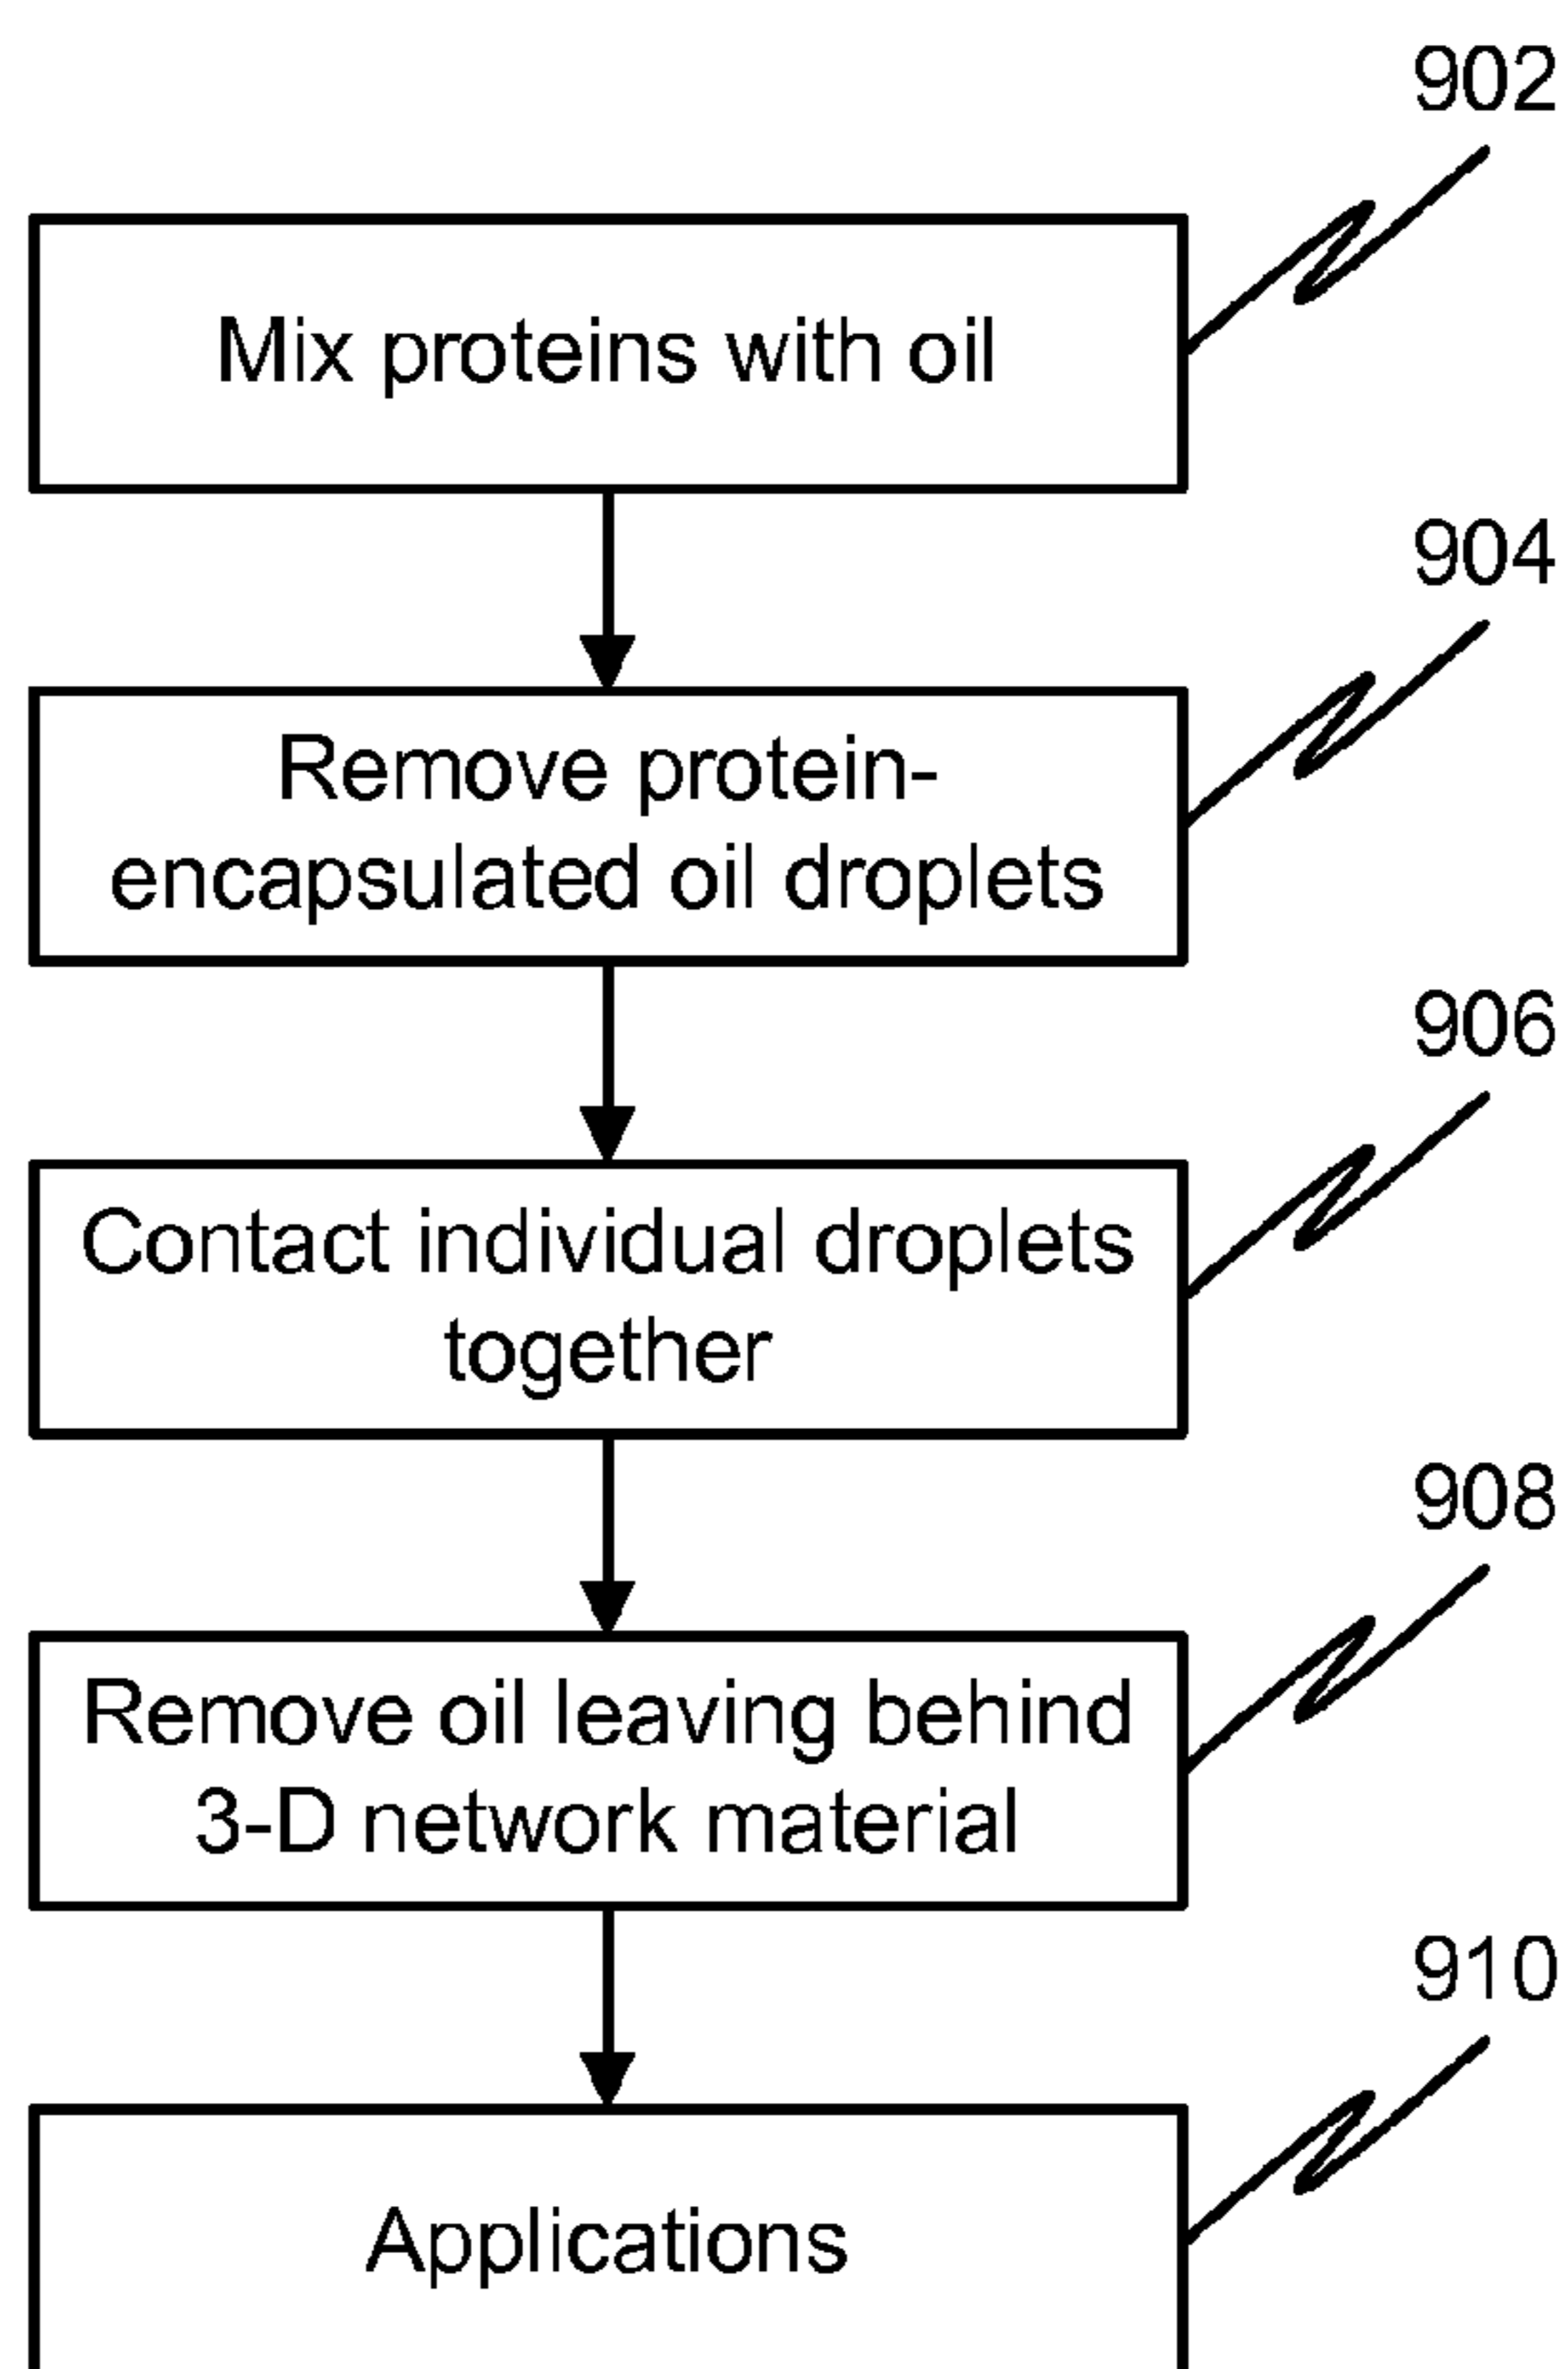 902
Mix proteins with oil
904
Remove protein-
encapsulated oil droplets
906
Contact individual droplets
together
908
Remove oil leaving behind
3-D network material
910
Applications